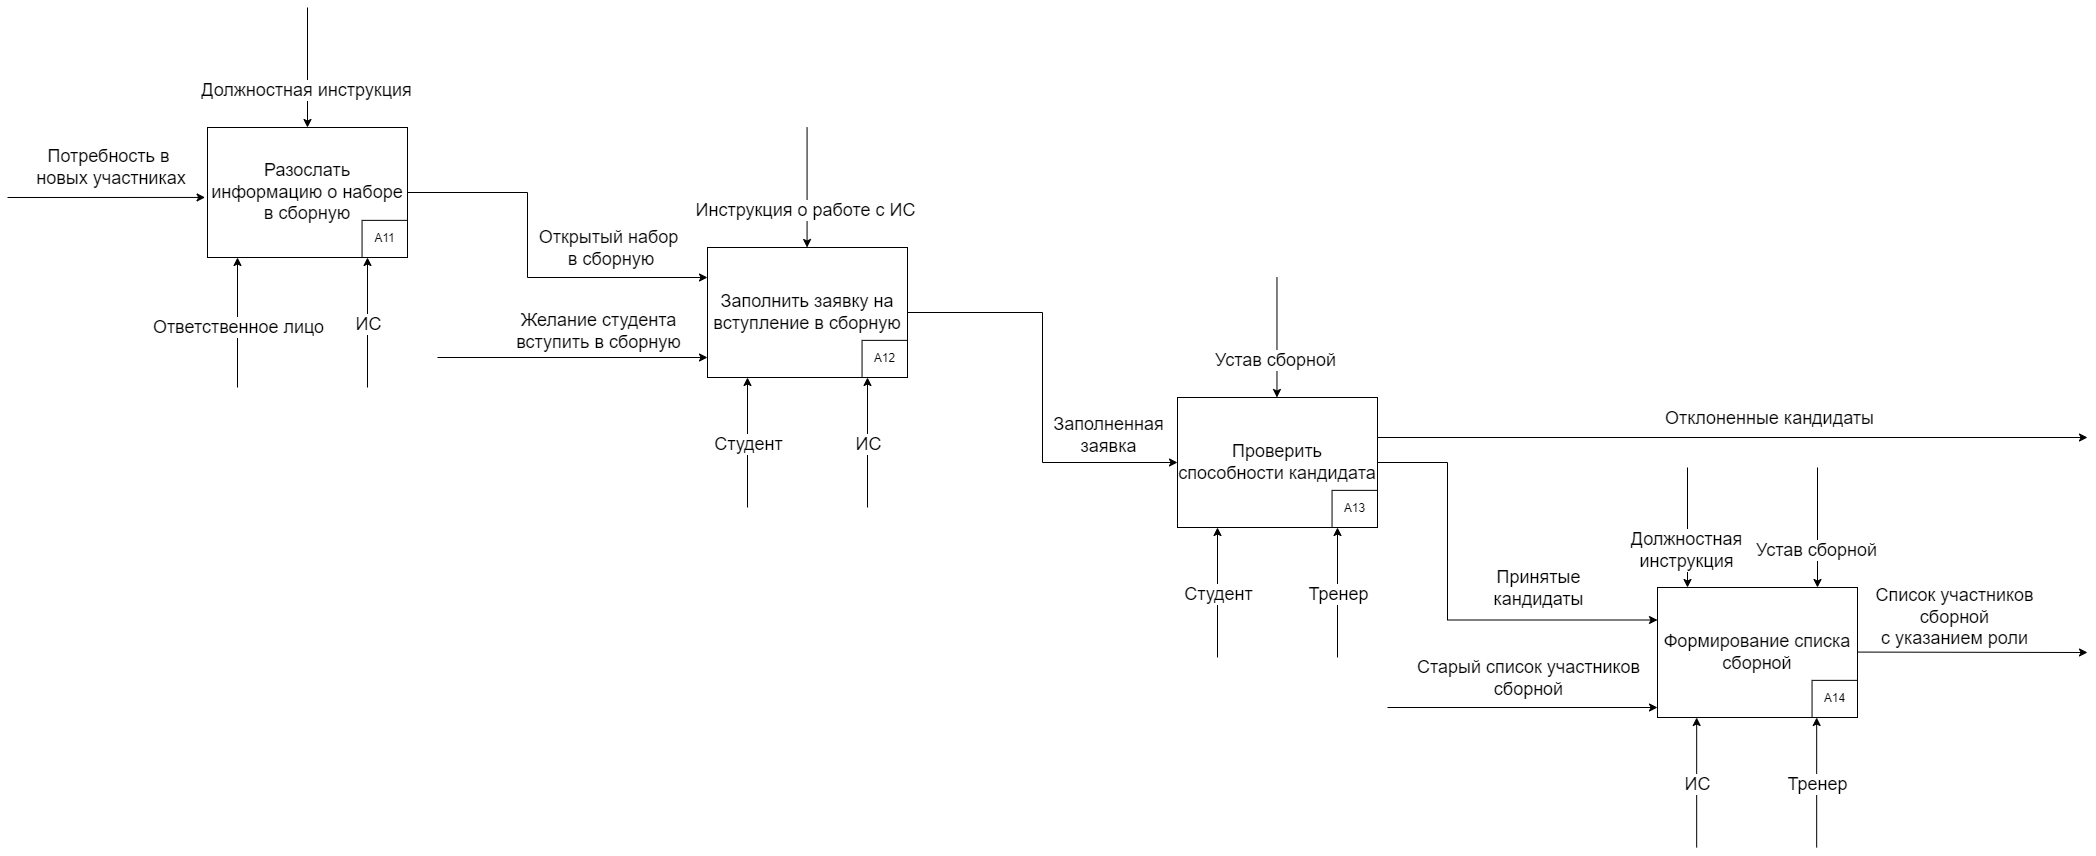 Должностная инструкция
Потребность в
новых участниках
Разослать
информацию о наборе
в сборную
A11
Ответственное лицо
ИС
Открытый набор
в сборную
Инструкция о работе с ИС
Желание студента
вступить в сборную
Заполнить заявку на
вступление в сборную
A12
Студент
ИС
Заполненная
заявка
Устав сборной
Проверить
способности кандидата
A13
Студент
Тренер
Отклоненные кандидаты
Принятые
кандидаты
Старый список участников
сборной
Должностная
инструкция
Устав сборной
Формирование списка
сборной
A14
ИС
Тренер
Список участников
сборной
с указанием роли